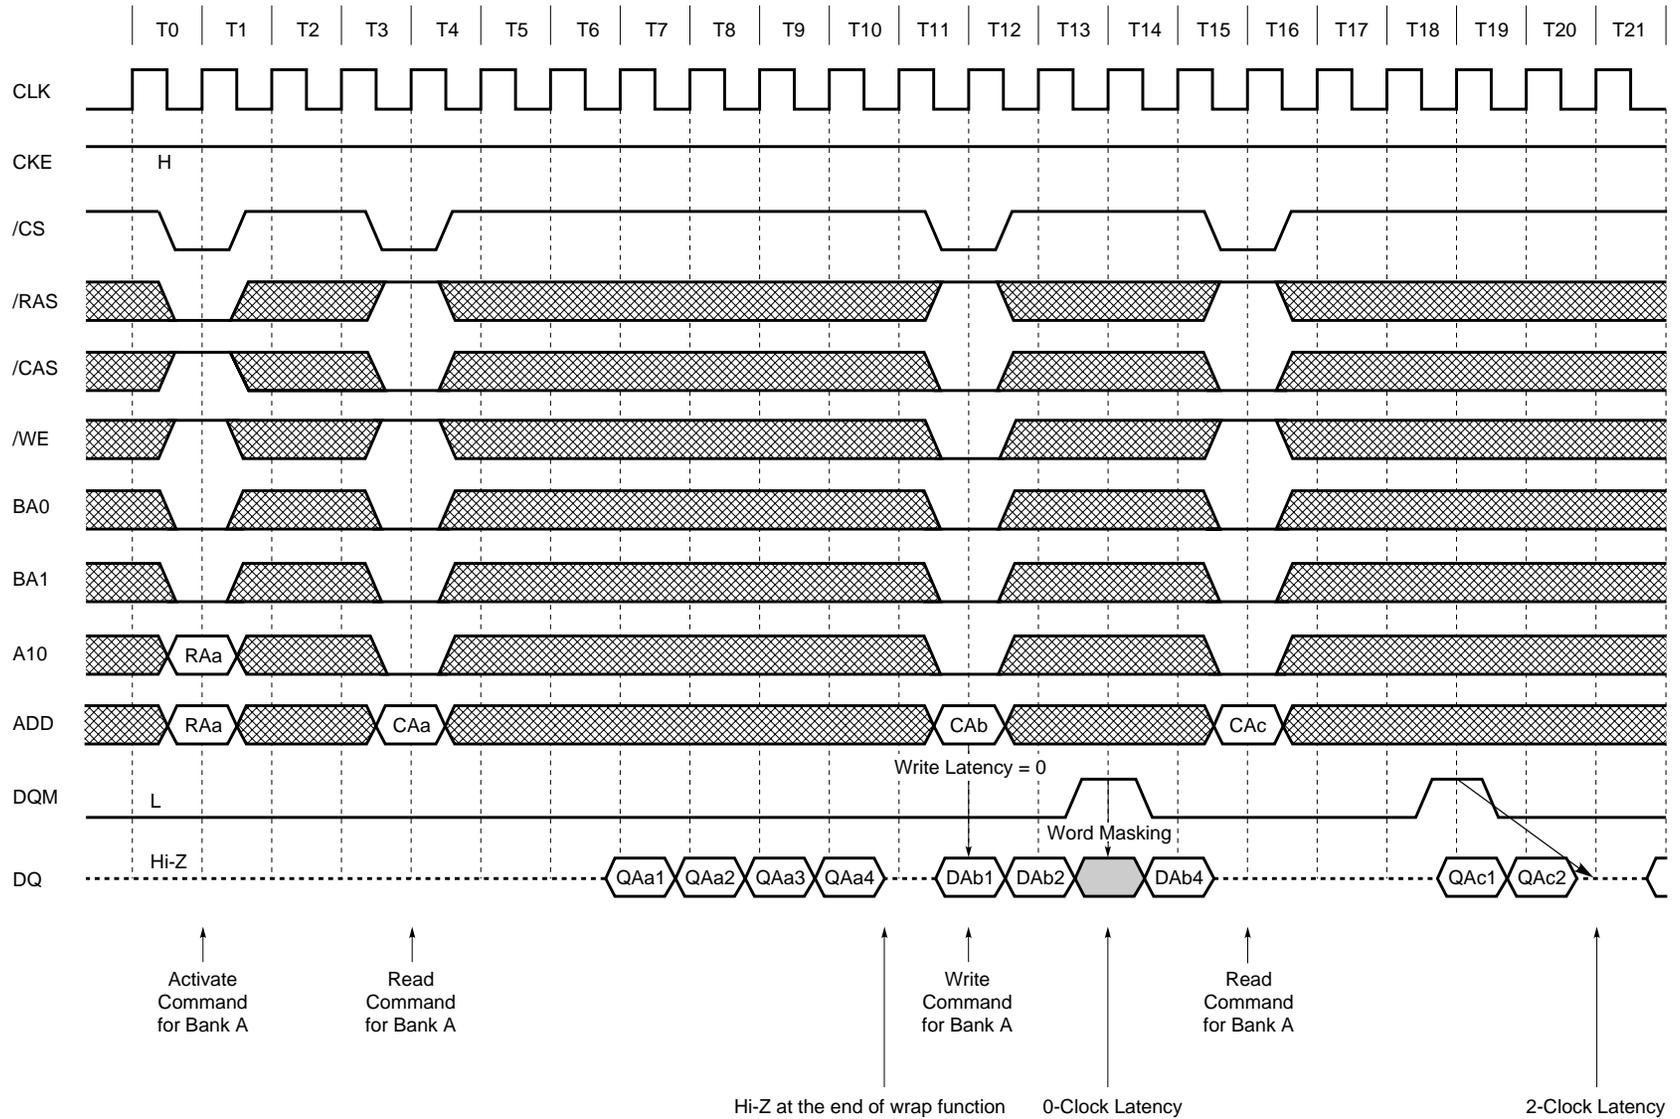 T0 T1 T2 T3 T4 T5 T6 T7 T8 T9 T10 T11 T12 T13 T14 T15 T16 T17 T18 T19 T20 T21
CLK
CKE H
/CS
/RAS
/CAS
/WE
BA0
BA1
A10 RAa
ADD RAa CAa CAb CAc
Write Latency = 0
DQM L
Word Masking
Hi-Z
DQ QAa1 QAa2 QAa3 QAa4 DAb1 DAb2 DAb4 QAc1 QAc2
Activate
Command
for Bank A
Read
Command
for Bank A
Write
Command
for Bank A
Read
Command
for Bank A
Hi-Z at the end of wrap function
0-Clock Latency
2-Clock Latency